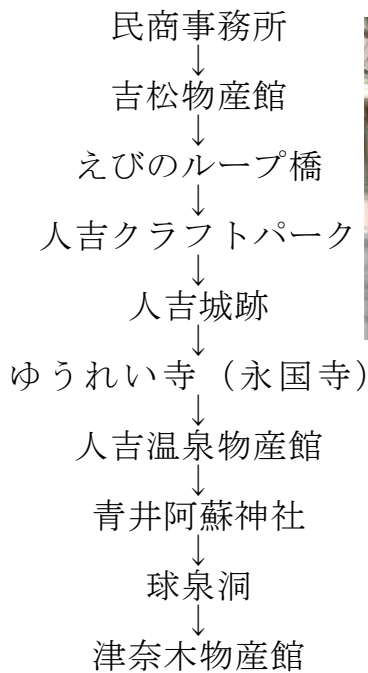 民商事務所
↓
吉松物産館
↓
えびのループ橋
↓
人吉クラフトパーク
↓
人吉城跡
↓
ゆうれい寺（永国寺）
↓
人吉温泉物産館
↓
青井阿蘇神社
↓
球泉洞
↓
津奈木物産館